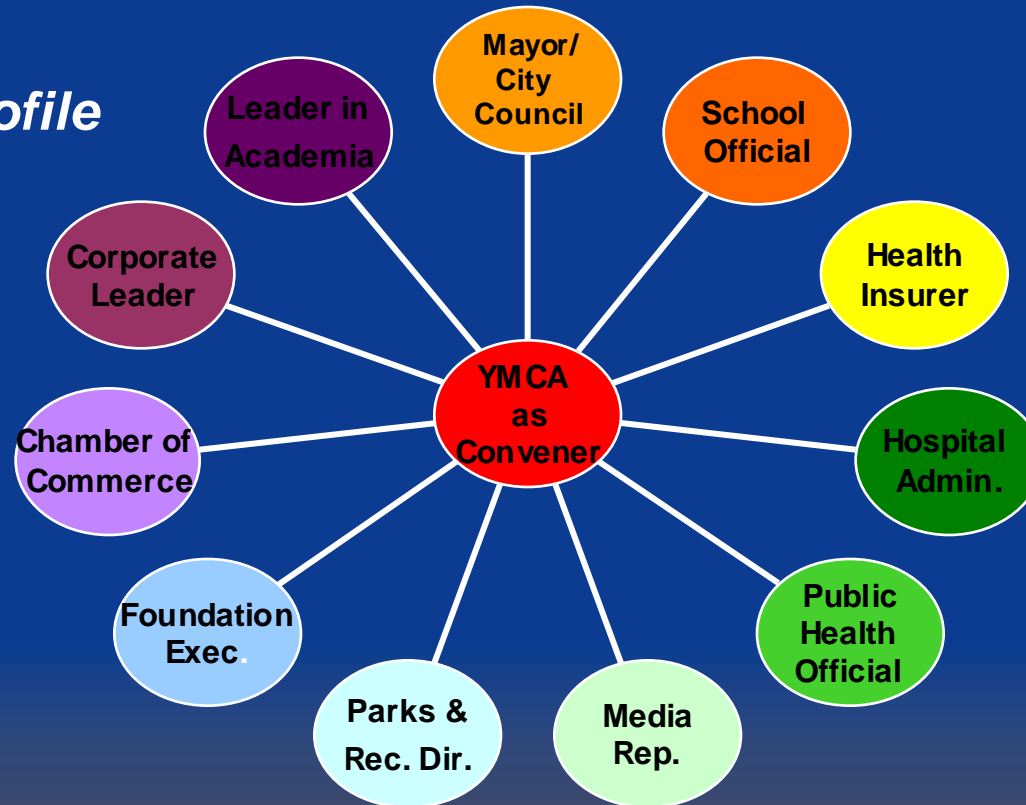 ofile
Mayor/
City
Council
Leader in
Academia
School
Official
Corporate
Leader
Health
Insurer
YMCA
as
Convener
Chamber of
Commerce
Hospital
Admin.
Foundation
Exec.
Public
Health
Official
Parks &
Rec. Dir.
Media
Rep.